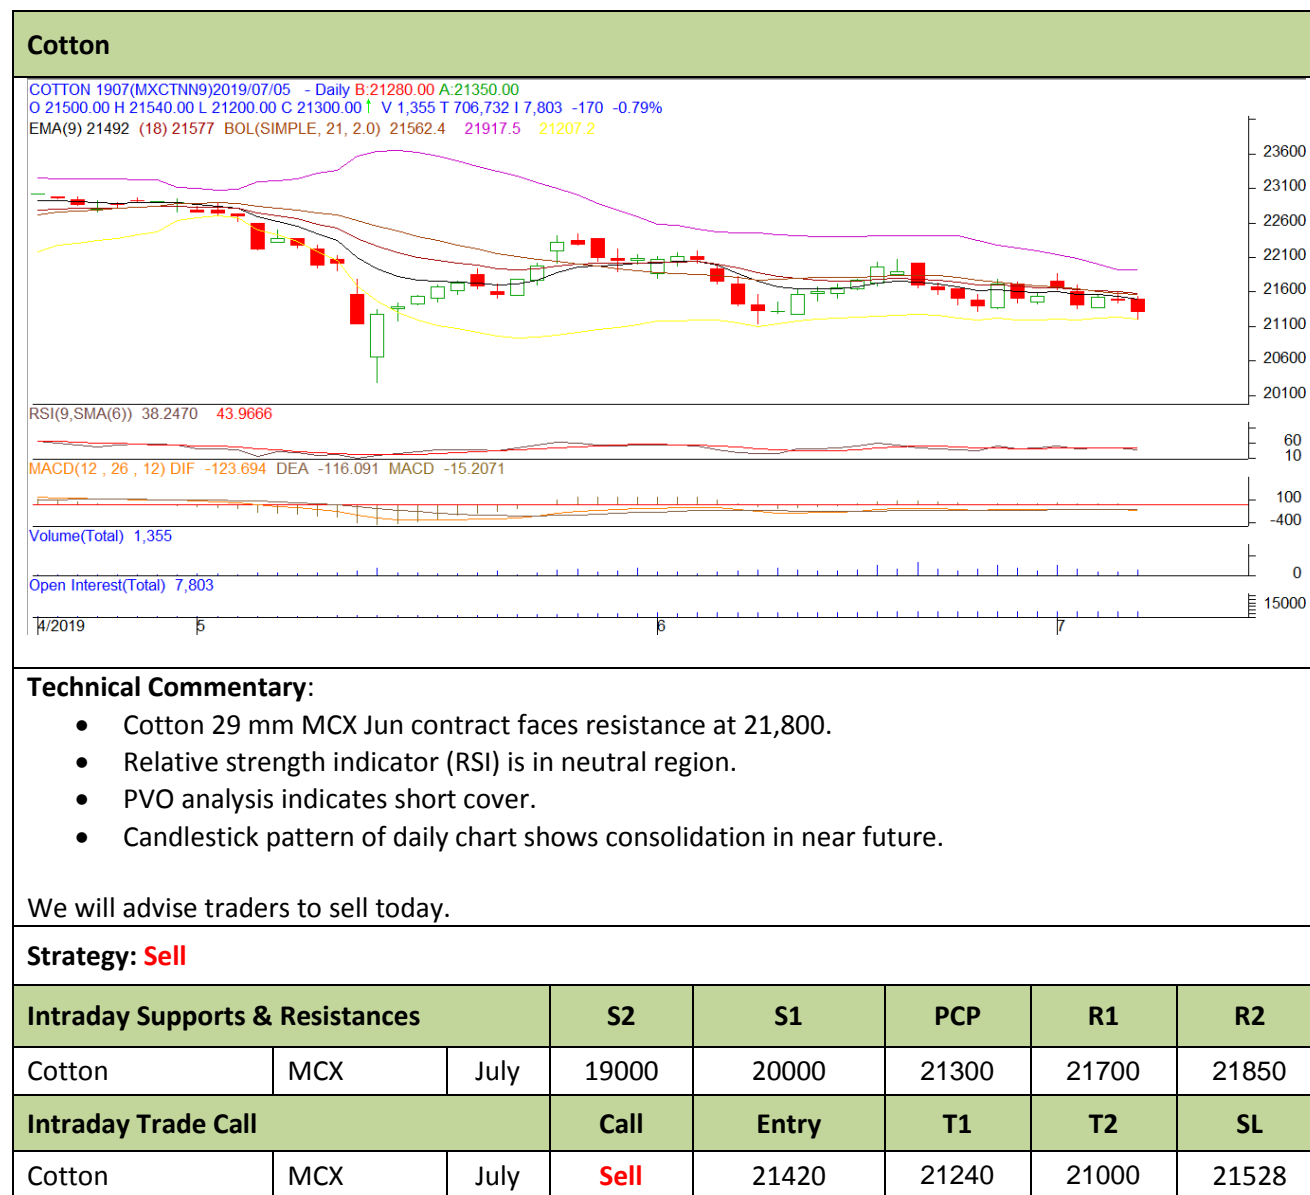 Cotton
COTTON 1907(MXCTNN9)2019/07/05 - Daily B:21280.00 A:21350.00
O 21500.00 H 21540.00 L 21200.00 C 21300.00↑ V 1,355 T 706,732 I 7,803 -170 -0.79%
EMA(9) 21492 (18) 21577 BOL(SIMPLE, 21, 2.0) 21562.4 21917.5 21207.2
23600
23100
22600
22100
21600
21100
20600
20100
RSI(9,SMA(6)) 38.2470 43.9666
60
10
MACD(12 , 26 , 12) DIF -123.694 DEA -116.091 MACD -15.2071
100
-400
Volume(Total) 1,355
0
Open Interest(Total) 7,803
15000
4/2019 5 6 7
Technical Commentary:
• Cotton 29 mm MCX Jun contract faces resistance at 21,800.
• Relative strength indicator (RSI) is in neutral region.
• PVO analysis indicates short cover.
• Candlestick pattern of daily chart shows consolidation in near future.
We will advise traders to sell today.
Strategy: Sell
Intraday Supports & Resistances S2 S1 PCP R1 R2
Cotton MCX July 19000 20000 21300 21700 21850
Intraday Trade Call Call Entry T1 T2 SL
Cotton MCX July Sell 21420 21240 21000 21528